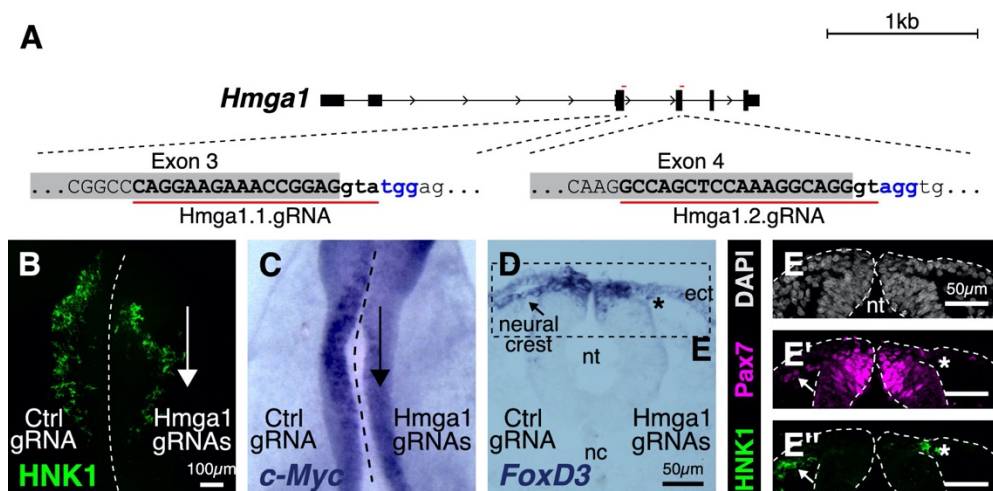 A
1kb
Hmga1
Exon 3
Exon 4
...CGGCCCAGGAAGAAACCGGAGgtatggag...
...CAAGGCCAGCTCCAAAGGCAGGgtaggtg...
Hmga1.1.gRNA
Hmga1.2.gRNA
B
Ctrl
gRNA
Hmga1
gRNAs
HNK1
100µm
C
Ctrl
gRNA
Hmga1
gRNAs
c-Myc
D
ect
*
neural
crest
nt
E
Ctrl
gRNA
Hmga1
gRNAs
nc
FoxD3
50µm
DAPI
E
nt
50µm
Pax7
E'
*
HNK1
E"
*